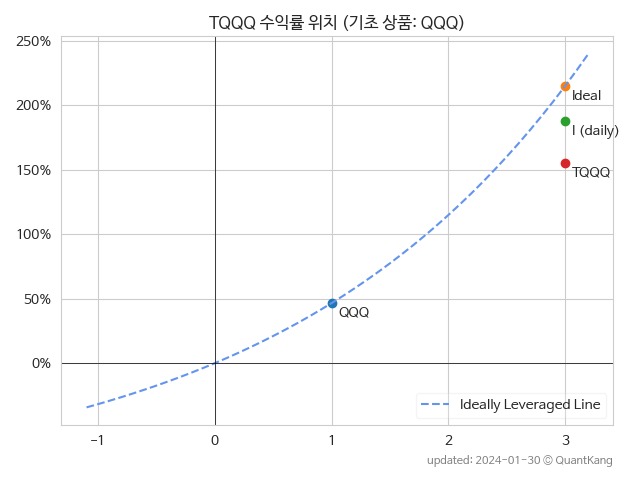 TQQQ 수익률 위치 (기초 상품: QQQ)
250%
200%
150%
100%
50%
0%
Ideal
I (daily)
TQQQ
QQQ
Ideally Leveraged Line
−1
0
1
2
3
updated: 2024-01-30 © QuantKang